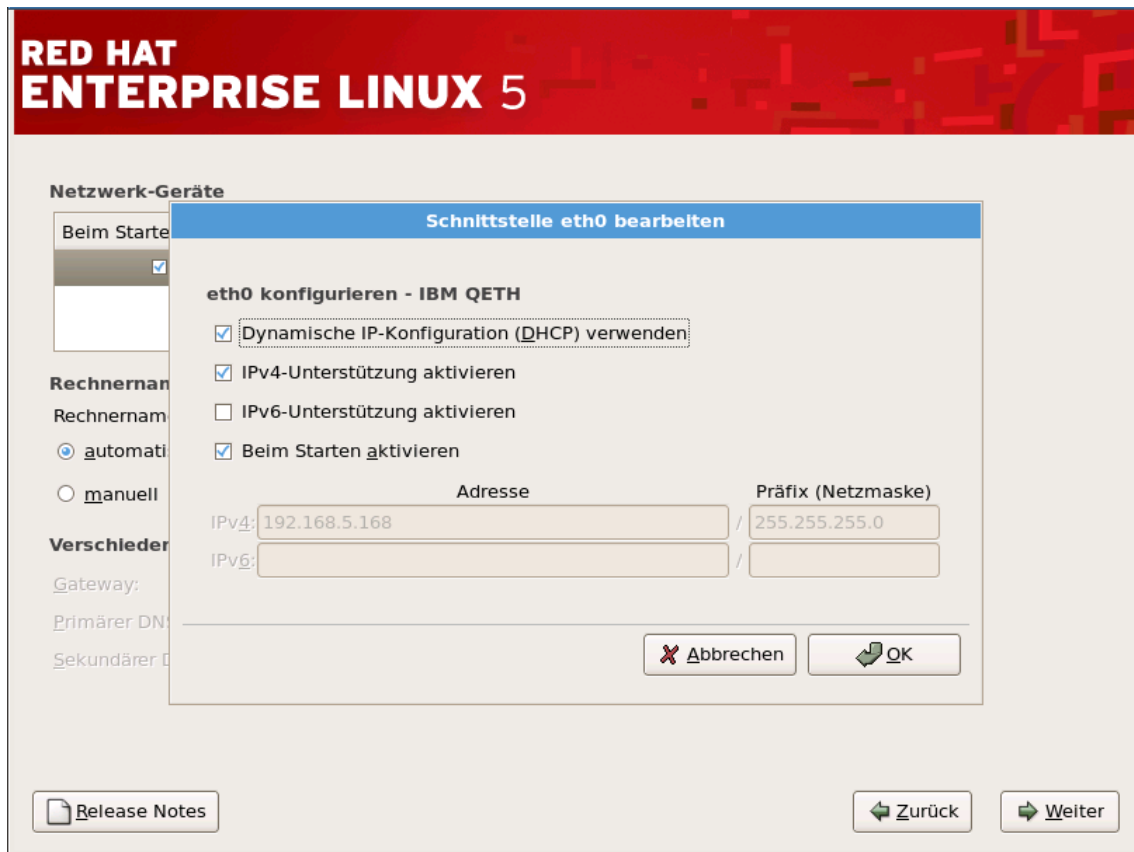 RED HAT
ENTERPRISE LINUX 5
Netzwerk-Geräte
Beim Starte
Schnittstelle eth0 bearbeiten
eth0 konfigurieren - IBM QETH
Dynamische IP-Konfiguration (DHCP) verwenden
IPv4-Unterstützung aktivieren
IPv6-Unterstützung aktivieren
Beim Starten aktivieren
Adresse Präfix (Netzmaske)
IPv4: 192.168.5.168 / 255.255.255.0
IPv6: /
Abbrechen OK
Rechnernam
Rechnernam
automati
manuell
Verschieden
Gateway:
Primärer DNS
Sekundärer D
Release Notes Zurück Weiter